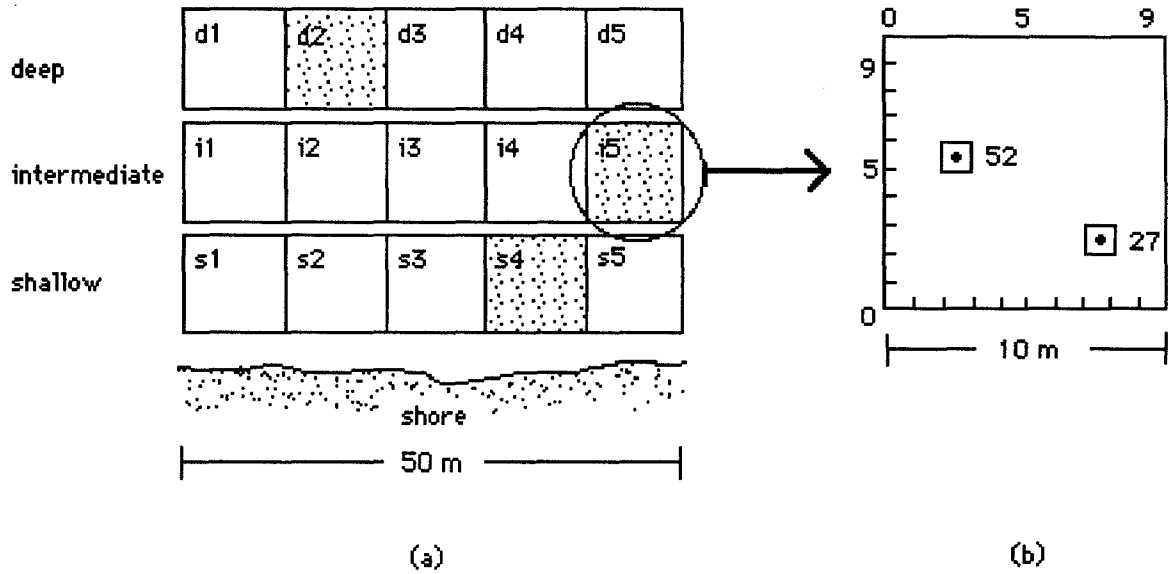 deep
d1 d2 d3 d4 d5
intermediate
i1 i2 i3 i4 i5
shallow
s1 s2 s3 s4 s5
shore
50 m
(a)
0 5 9
9
52
5
27
0
10 m
(b)